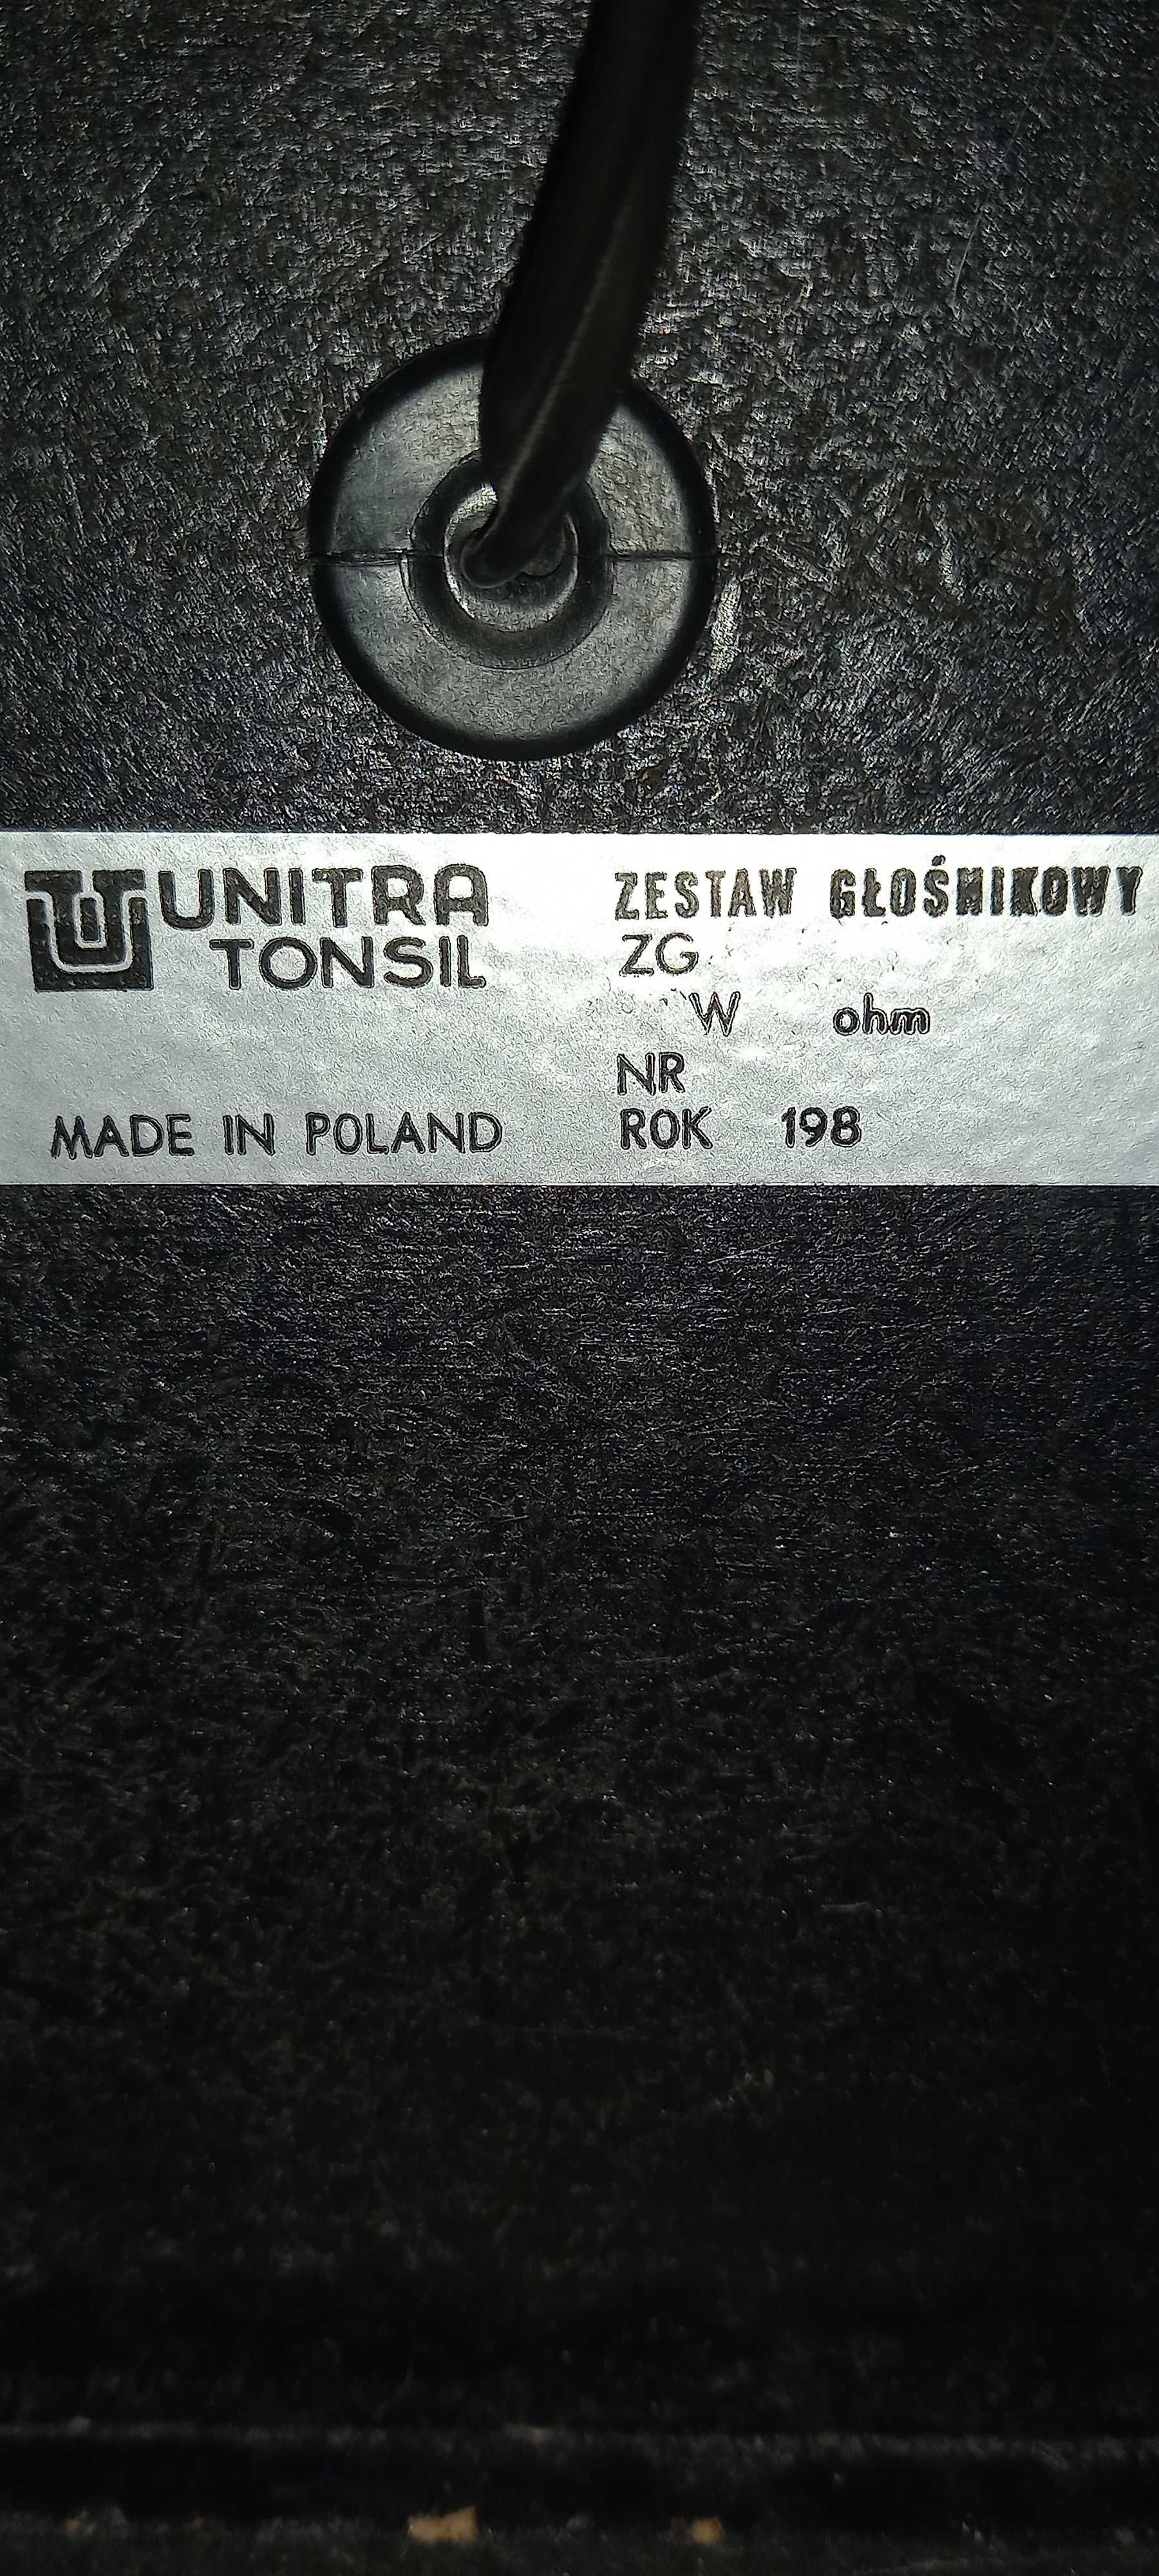 UNITRA
TONSIL
MADE IN POLAND
ZESTAW GŁOŚNIKOWY
ZG
W ohm
NR
ROK 198